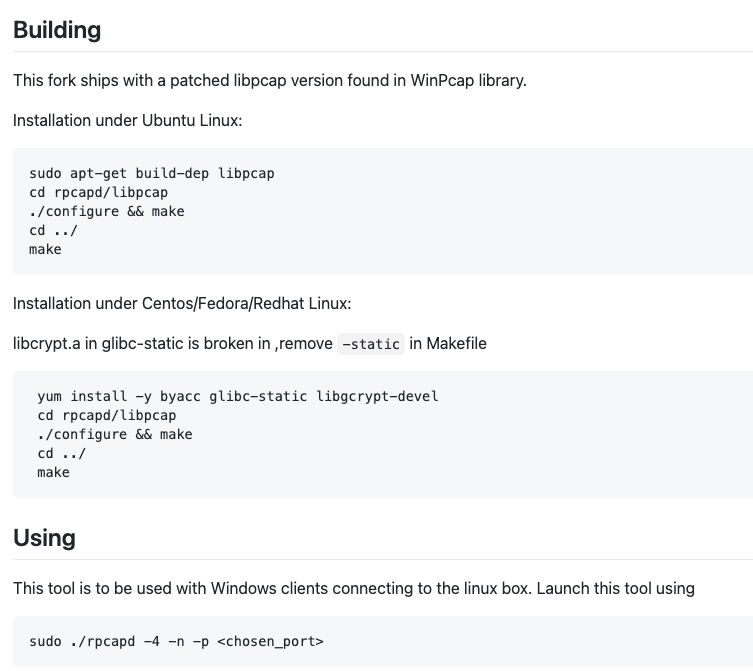 Building
This fork ships with a patched libpcap version found in WinPcap library.
Installation under Ubuntu Linux:
sudo apt-get build-dep libpcap
cd rpcapd/libpcap
./configure && make
cd ../
make
Installation under Centos/Fedora/Redhat Linux:
libcrypt.a in glibc-static is broken in ,remove -static in Makefile
yum install -y byacc glibc-static libgcrypt-devel
cd rpcapd/libpcap
./configure && make
cd ../
make
Using
This tool is to be used with Windows clients connecting to the linux box. Launch this tool using
sudo ./rpcapd -4 -n -p <chosen_port>